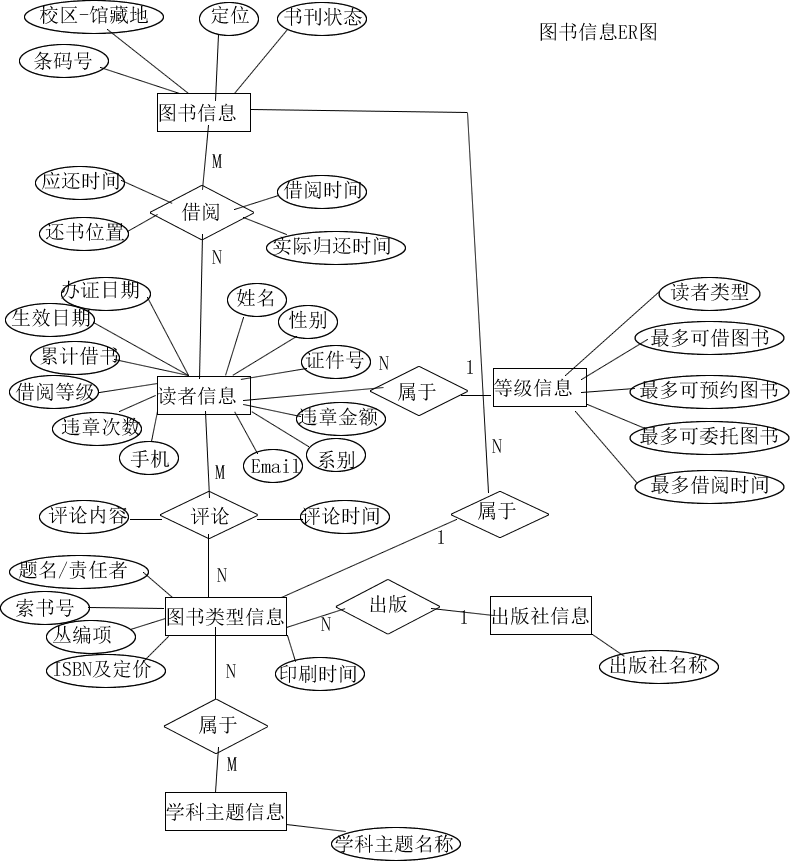 校区-馆藏地
定位
书刊状态
图书信息ER图
条码号
图书信息
M
应还时间
借阅时间
借阅
还书位置
实际归还时间
N
办证日期
姓名
读者类型
生效日期
性别
最多可借图书
累计借书
证件号
N
1
借阅等级
读者信息
属于
等级信息
最多可预约图书
违章次数
违章金额
最多可委托图书
手机
Email
系别
N
M
最多借阅时间
评论内容
评论
评论时间
属于
1
题名/责任者
N
索书号
图书类型信息
出版
出版社信息
N
1
丛编项
ISBN及定价
印刷时间
出版社名称
N
属于
M
学科主题信息
学科主题名称